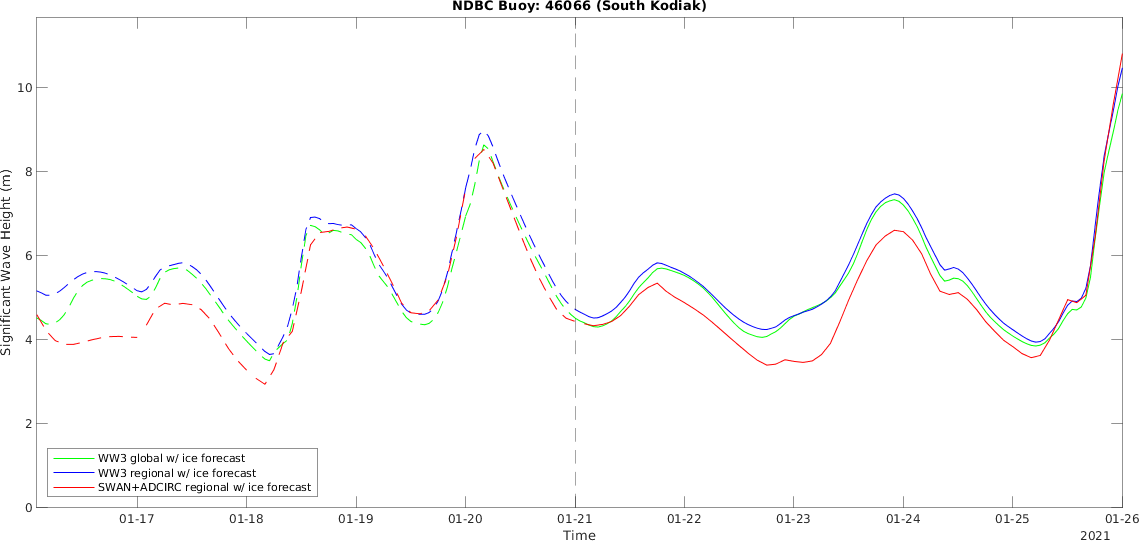 NDBC Buoy: 46066 (South Kodiak)
Significant Wave Height (m)
10
8
6
4
2
0
WW3 global w/ ice forecast
WW3 regional w/ ice forecast
SWAN+ADCIRC regional w/ ice forecast
01-17 01-18 01-19 01-20 01-21 01-22 01-23 01-24 01-25 01-26
Time
2021